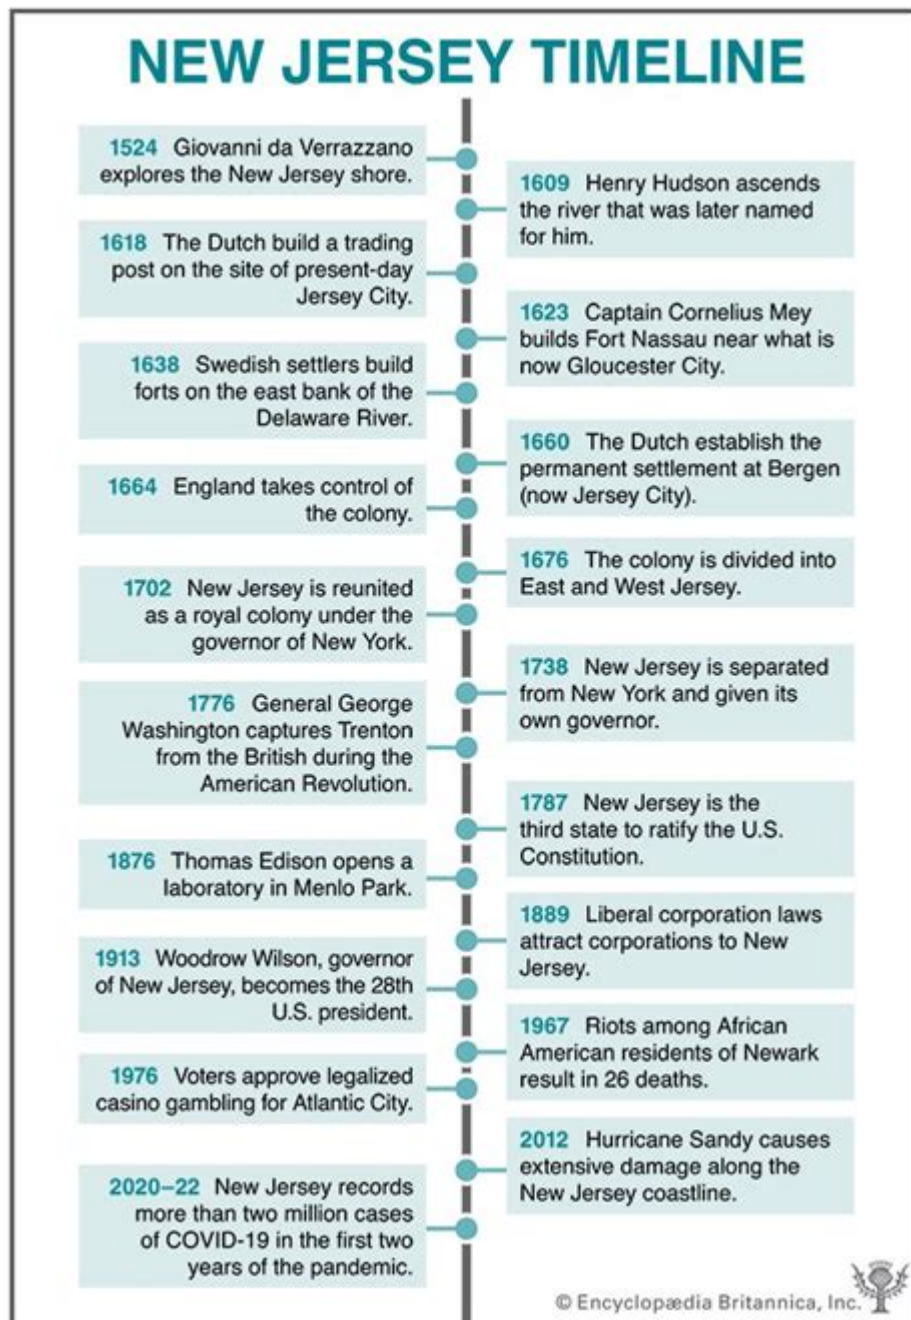 NEW JERSEY TIMELINE
1524 Giovanni da Verrazzano
explores the New Jersey shore.
1609 Henry Hudson ascends
the river that was later named
for him.
1618 The Dutch build a trading
post on the site of present-day
Jersey City.
1623 Captain Cornelius Mey
builds Fort Nassau near what is
now Gloucester City.
1638 Swedish settlers build
forts on the east bank of the
Delaware River.
1660 The Dutch establish the
permanent settlement at Bergen
(now Jersey City).
1664 England takes control of
the colony.
1676 The colony is divided into
East and West Jersey.
1702 New Jersey is reunited
as a royal colony under the
governor of New York.
1738 New Jersey is separated
from New York and given its
own governor.
1776 General George
Washington captures Trenton
from the British during the
American Revolution.
1787 New Jersey is the
third state to ratify the U.S.
Constitution.
1876 Thomas Edison opens a
laboratory in Menlo Park.
1889 Liberal corporation laws
attract corporations to New
Jersey.
1913 Woodrow Wilson, governor
of New Jersey, becomes the 28th
U.S. president.
1967 Riots among African
American residents of Newark
result in 26 deaths.
1976 Voters approve legalized
casino gambling for Atlantic City.
2012 Hurricane Sandy causes
extensive damage along the
New Jersey coastline.
2020–22 New Jersey records
more than two million cases
of COVID-19 in the first two
years of the pandemic.
© Encyclopædia Britannica, Inc.